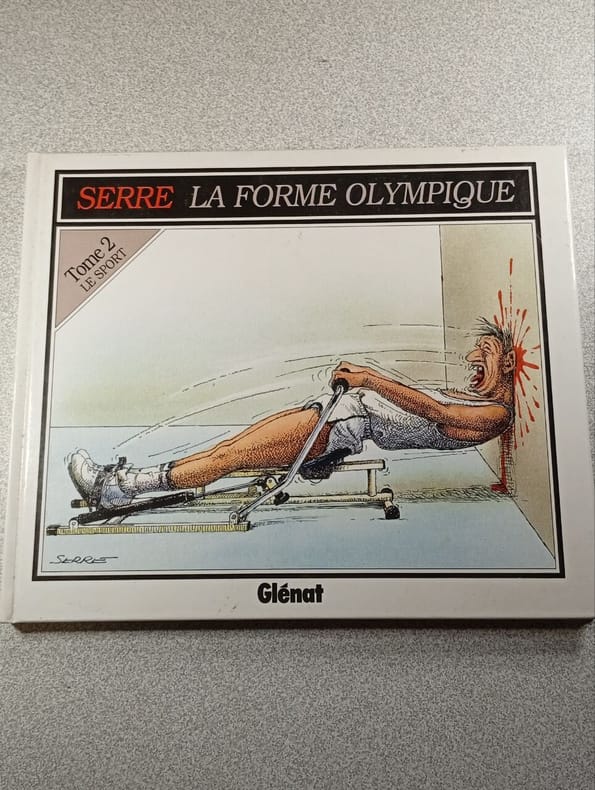 SERRE LA FORME OLYMPIQUE
Tome 2
LE SPORT
SERRE
Glénat